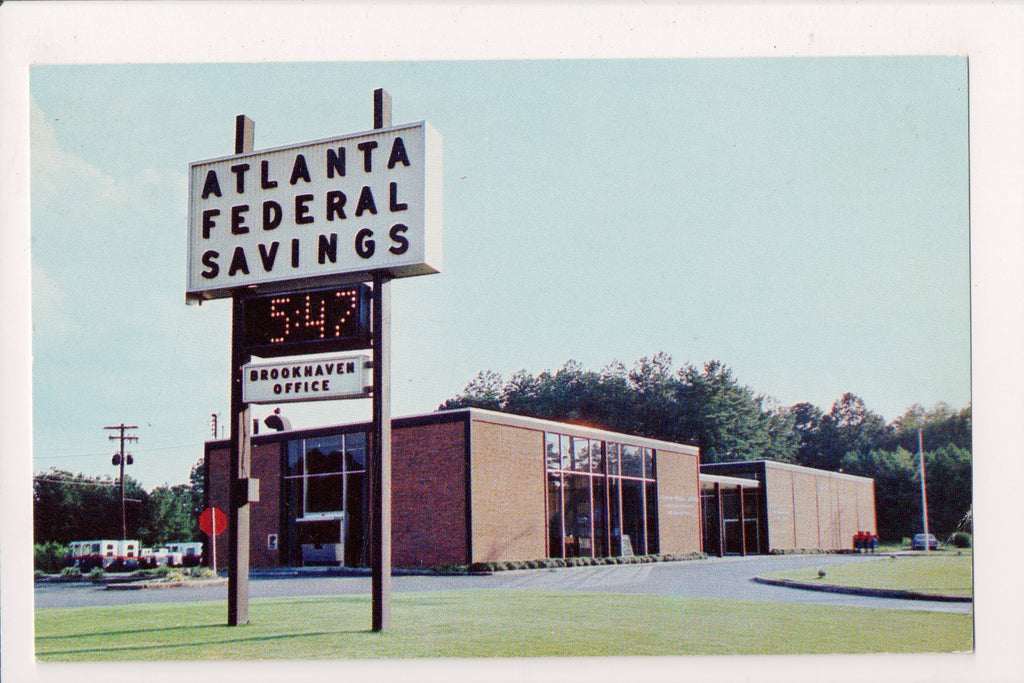 ATLANTA
FEDERAL
SAVINGS
5:47
BROOKHAVEN
OFFICE